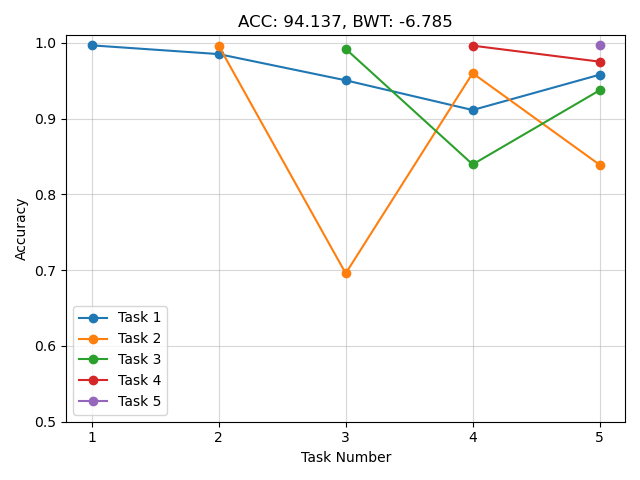 ACC: 94.137, BWT: -6.785
1.0
0.9
0.8
0.7
0.6
0.5
Accuracy
Task 1
Task 2
Task 3
Task 4
Task 5
1 2 3 4 5
Task Number